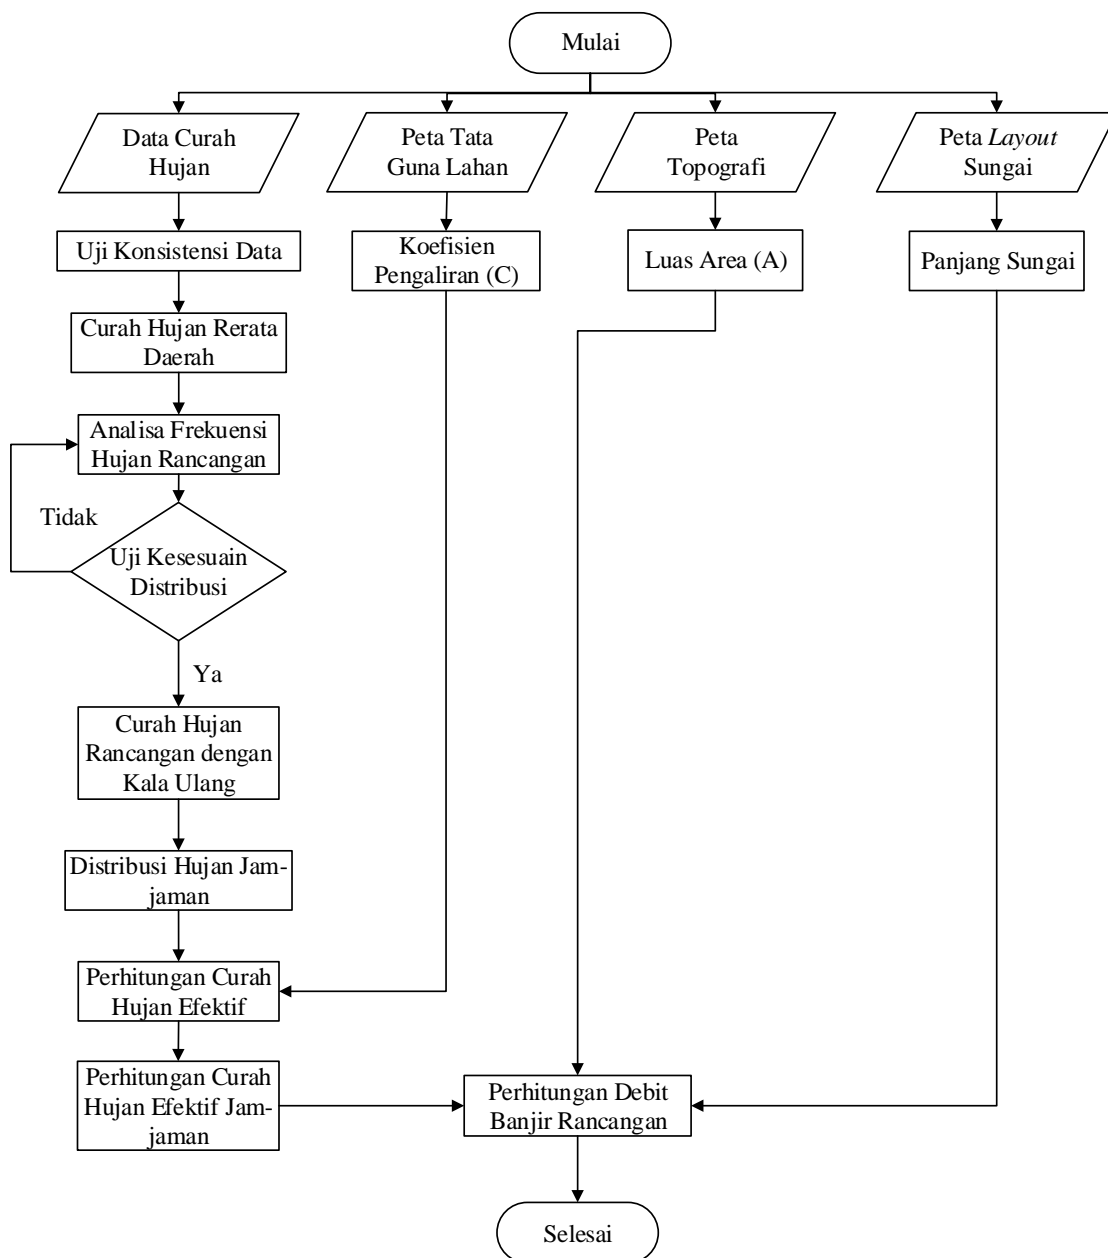 Mulai
Data Curah
Hujan
Peta Tata
Guna Lahan
Peta
Topografi
Peta Layout
Sungai
Uji Konsistensi Data
Koefisien
Pengaliran (C)
Luas Area (A)
Panjang Sungai
Curah Hujan Rerata
Daerah
Analisa Frekuensi
Hujan Rancangan
Tidak
Uji Kesesuain
Distribusi
Ya
Curah Hujan
Rancangan dengan
Kala Ulang
Distribusi Hujan Jam-
jaman
Perhitungan Curah
Hujan Efektif
Perhitungan Curah
Hujan Efektif Jam-
jaman
Perhitungan Debit
Banjir Rancangan
Selesai